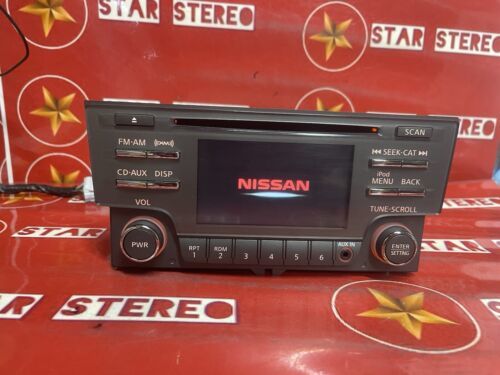 STAR STEREO
SCAN
FM·AM
(XM)
SEEK·CAT
CD·AUX
DISP
NISSAN
iPod
MENU
BACK
VOL
TUNE·SCROLL
PWR
RPT
1
RDM
2
3
4
5
6
AUX IN
ENTER
SETTING
STAR STEREO
STEREO
STAR STEREO
STAR STEREO